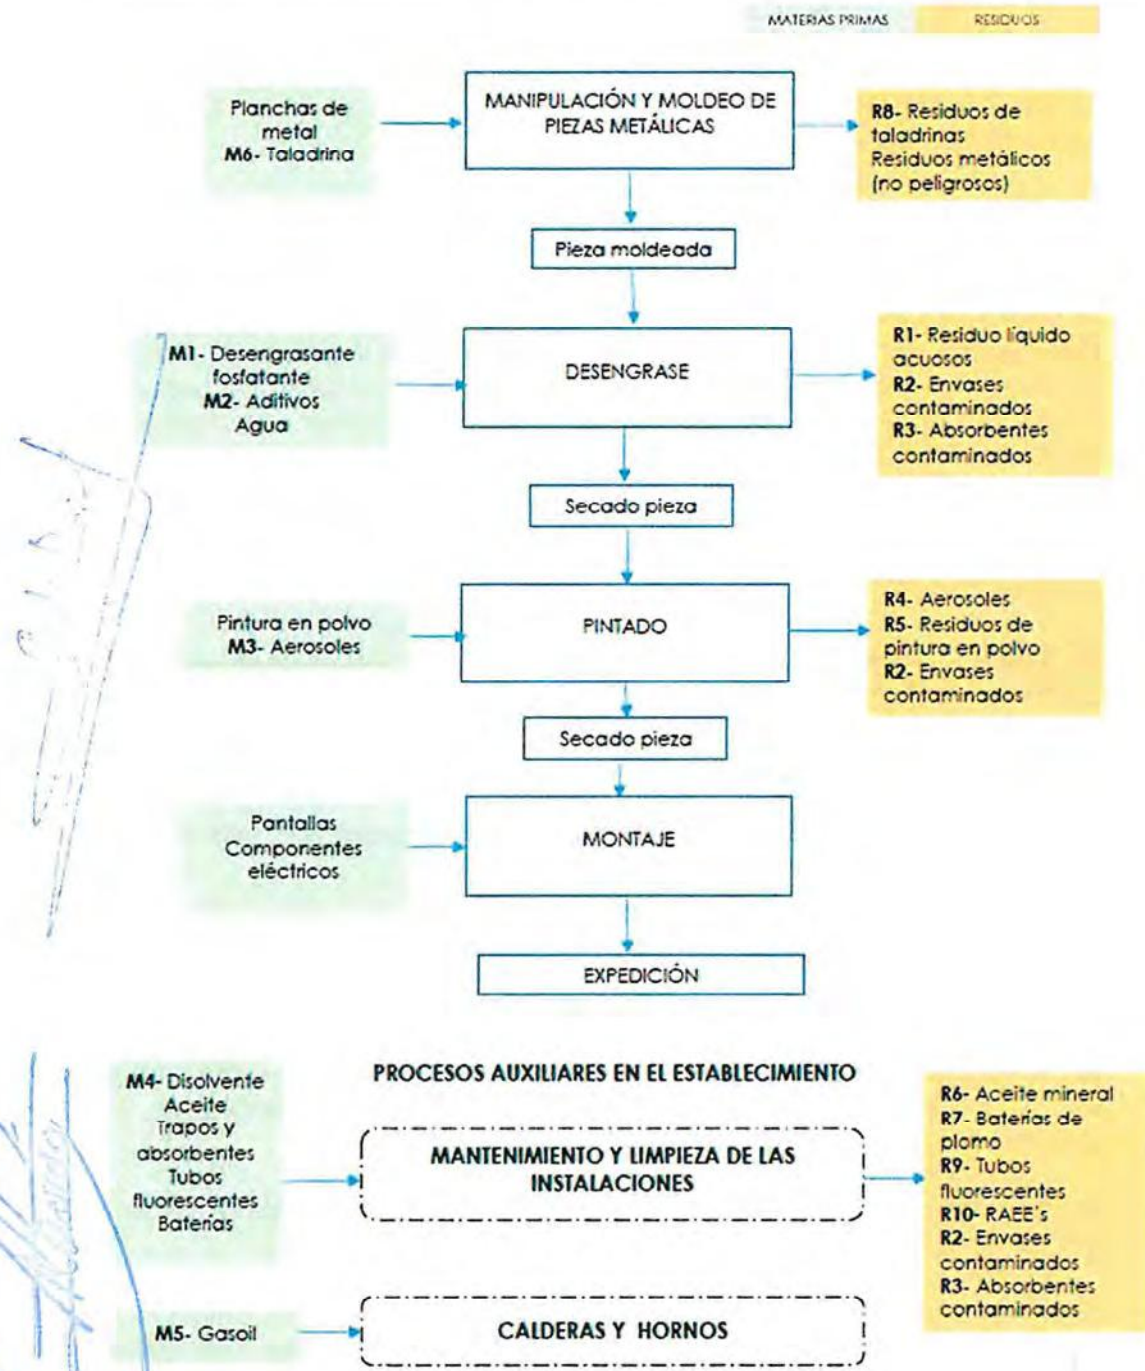 MATERIAS PRIMAS
RESIDUOS
Planchas de
metal
M6- Taladrina
MANIPULACIÓN Y MOLDEO DE
PIEZAS METÁLICAS
R8- Residuos de
taladrinas
Residuos metálicos
(no peligrosos)
Pieza moldeada
M1- Desengrasante
fosfatante
M2- Aditivos
Agua
DESENGRASE
R1- Residuo líquido
acuosos
R2- Envases
contaminados
R3- Absorbentes
contaminados
Secado pieza
Pintura en polvo
M3- Aerosoles
PINTADO
R4- Aerosoles
R5- Residuos de
pintura en polvo
R2- Envases
contaminados
Secado pieza
Pantallas
Componentes
eléctricos
MONTAJE
EXPEDICIÓN
PROCESOS AUXILIARES EN EL ESTABLECIMIENTO
M4- Disolvente
Aceite
Trapos y
absorbentes
Tubos
fluorescentes
Baterías
MANTENIMIENTO Y LIMPIEZA DE LAS
INSTALACIONES
R6- Aceite mineral
R7- Baterías de
plomo
R9- Tubos
fluorescentes
R10- RAEE´s
R2- Envases
contaminados
R3- Absorbentes
contaminados
M5- Gasoil
CALDERAS Y HORNOS